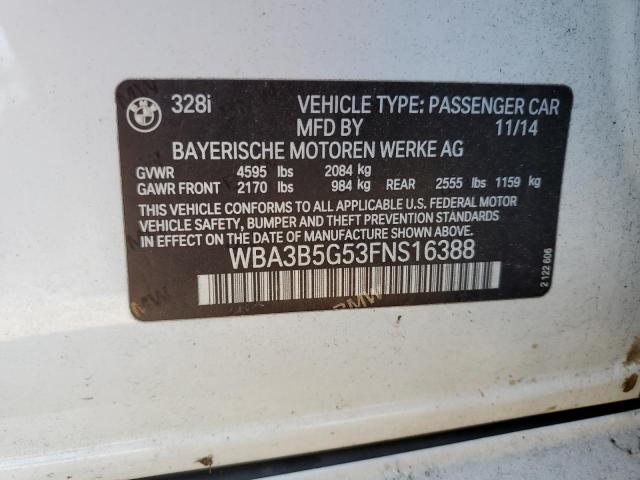 BMW 328i VEHICLE TYPE: PASSENGER CAR
MFD BY 11/14
BAYERISCHE MOTOREN WERKE AG
GVWR 4595 lbs 2084 kg
GAWR FRONT 2170 lbs 984 kg REAR 2555 lbs 1159 kg
THIS VEHICLE CONFORMS TO ALL APPLICABLE U.S. FEDERAL MOTOR
VEHICLE SAFETY, BUMPER AND THEFT PREVENTION STANDARDS
IN EFFECT ON THE DATE OF MANUFACTURE SHOWN ABOVE.
WBA3B5G53FNS16388
2 122 606
BMW